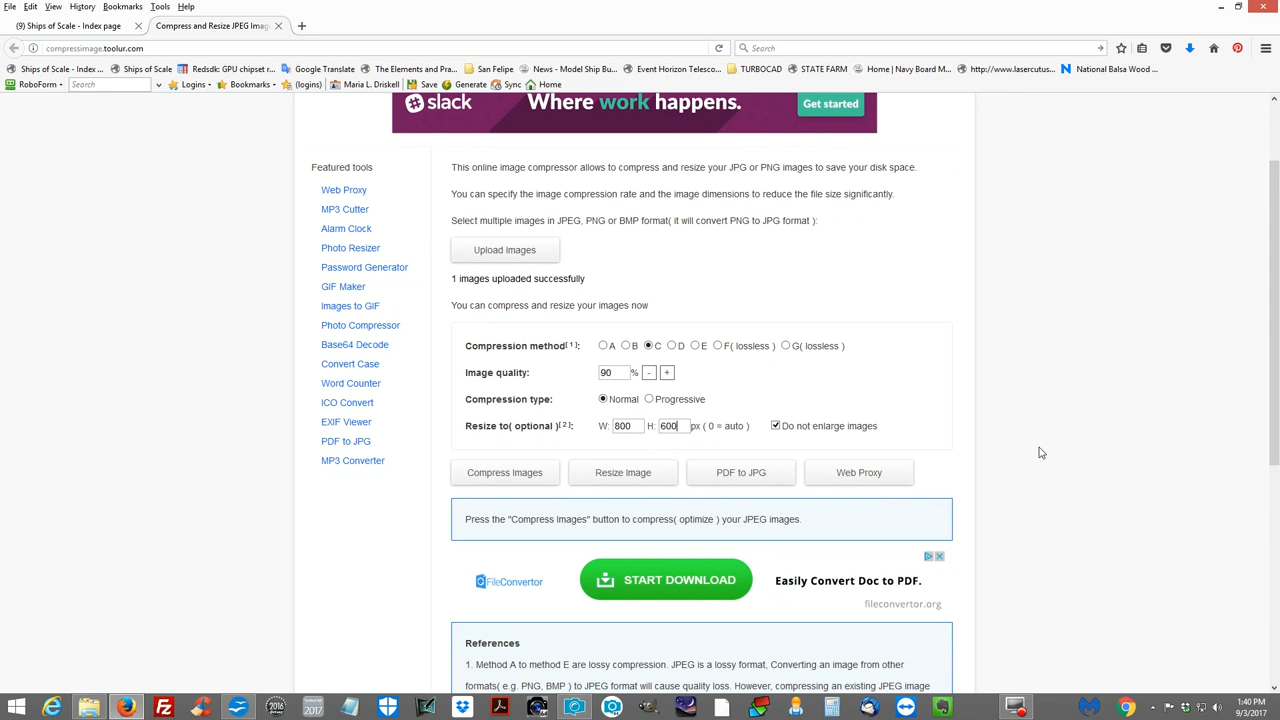 File Edit View History Bookmarks Tools Help
(9) Ships of Scale - Index page
Compress and Resize JPEG Imag
compressimage.toolur.com
Search
Ships of Scale - Index ... Ships of Scale Redsdlc: GPU chipset r... Google Translate The Elements and Pra... San Felipe News - Model Ship Bu... Event Horizon Telesco... TURBOCAD STATE FARM Home | Navy Board M... http://www.lasercutus... National Balsa Wood ...
RoboForm Search Logins Bookmarks (logins) Maria L. Driskell Save Generate Sync Home
slack Where work happens. Get started
Featured tools
Web Proxy
MP3 Cutter
Alarm Clock
Photo Resizer
Password Generator
GIF Maker
Images to GIF
Photo Compressor
Base64 Decode
Convert Case
Word Counter
ICO Convert
EXIF Viewer
PDF to JPG
MP3 Converter
This online image compressor allows to compress and resize your JPG or PNG images to save your disk space.
You can specify the image compression rate and the image dimensions to reduce the file size significantly.
Select multiple images in JPEG, PNG or BMP format( it will convert PNG to JPG format ):
Upload Images
1 images uploaded successfully
You can compress and resize your images now
Compression method[1]: A B C D E F( lossless ) G( lossless )
Image quality: 90 % - +
Compression type: Normal Progressive
Resize to( optional )[2]: W: 800 H: 600 px ( 0 = auto ) Do not enlarge images
Compress Images Resize Image PDF to JPG Web Proxy
Press the "Compress Images" button to compress( optimize ) your JPEG images.
FileConvertor START DOWNLOAD Easily Convert Doc to PDF.
fileconvertor.org
References
1. Method A to method E are lossy compression. JPEG is a lossy format, Converting an image from other
formats( e.g. PNG, BMP ) to JPEG format will cause quality loss. However, compressing an existing JPEG image
2016
2017
1:40 PM
9/3/2017